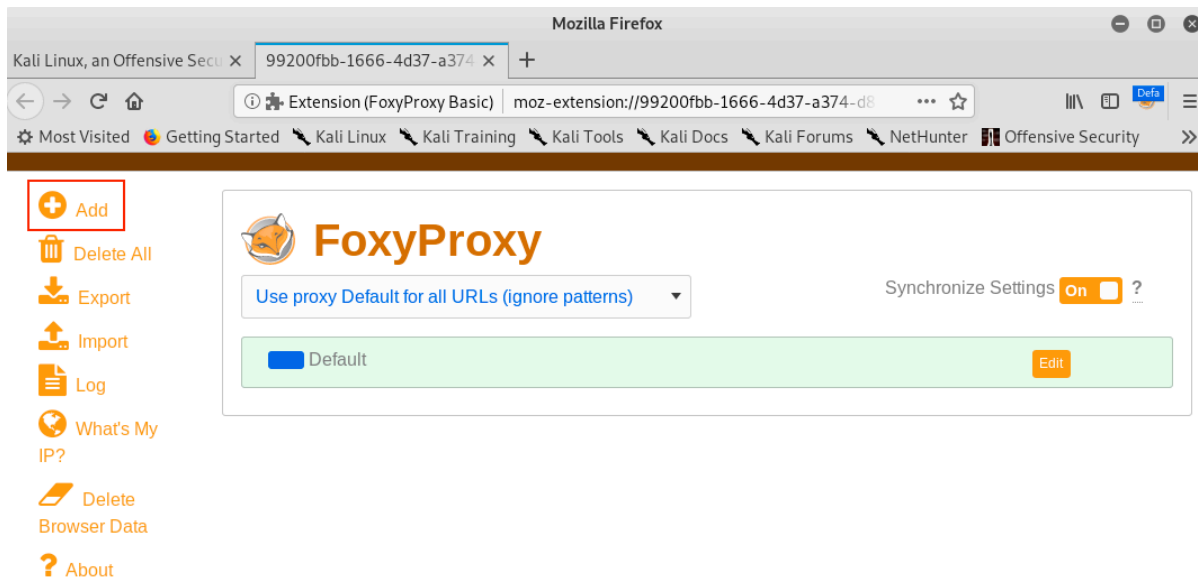 Mozilla Firefox
Kali Linux, an Offensive Secu
99200fbb-1666-4d37-a374
Extension (FoxyProxy Basic) moz-extension://99200fbb-1666-4d37-a374-d8
Defa
Most Visited Getting Started Kali Linux Kali Training Kali Tools Kali Docs Kali Forums NetHunter Offensive Security
Add
Delete All
Export
Import
Log
What's My
IP?
Delete
Browser Data
About
FoxyProxy
Use proxy Default for all URLs (ignore patterns)
Synchronize Settings On ?
Default
Edit